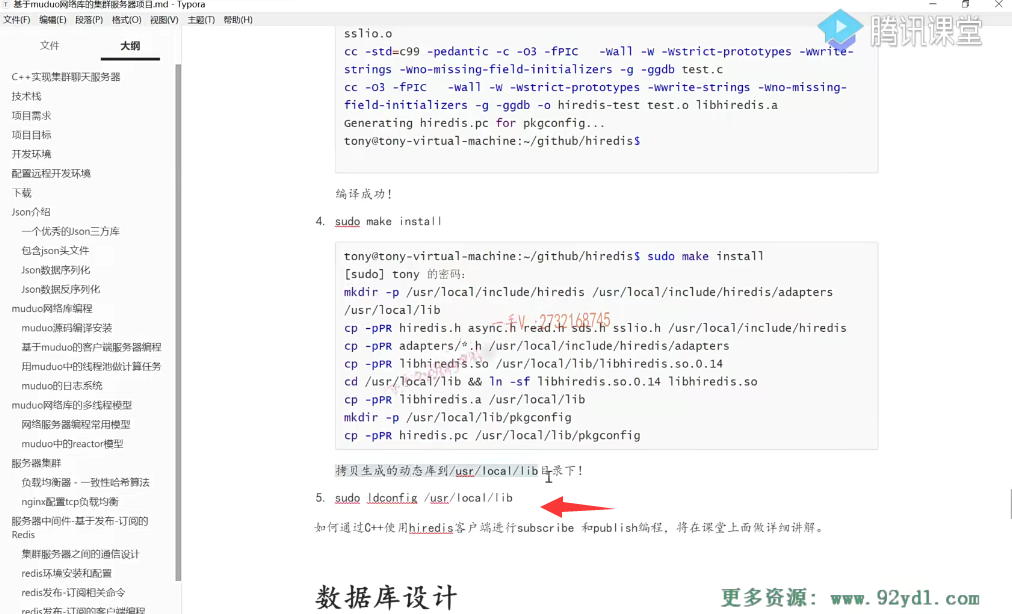 基于muduo网络库的集群服务器项目.md - Typora
文件(F) 编辑(E) 段落(P) 格式(O) 视图(V) 主题(T) 帮助(H)
文件 大纲
C++实现集群聊天服务器
技术栈
项目需求
项目目标
开发环境
配置远程开发环境
下载
Json介绍
一个优秀的Json三方库
包含json头文件
Json数据序列化
Json数据反序列化
muduo网络库编程
muduo源码编译安装
基于muduo的客户端服务器编程
用muduo中的线程池做计算任务
muduo的日志系统
muduo网络库的多线程模型
网络服务器编程常用模型
muduo中的reactor模型
服务器集群
负载均衡器 - 一致性哈希算法
nginx配置tcp负载均衡
服务器中间件-基于发布-订阅的
Redis
集群服务器之间的通信设计
redis环境安装和配置
redis发布-订阅相关命令
redis发布-订阅的客户端编程
腾讯课堂
sslio.o
cc -std=c99 -pedantic -c -O3 -fPIC   -Wall -W -Wstrict-prototypes -Wwrite-
strings -Wno-missing-field-initializers -g -ggdb test.c
cc -O3 -fPIC   -Wall -W -Wstrict-prototypes -Wwrite-strings -Wno-missing-
field-initializers -g -ggdb -o hiredis-test test.o libhiredis.a
Generating hiredis.pc for pkgconfig...
tony@tony-virtual-machine:~/github/hiredis$
编译成功！
4. sudo make install
tony@tony-virtual-machine:~/github/hiredis$ sudo make install
[sudo] tony 的密码：
mkdir -p /usr/local/include/hiredis /usr/local/include/hiredis/adapters
/usr/local/lib
一手V :2732168745
cp -pPR hiredis.h async.h read.h sds.h sslio.h /usr/local/include/hiredis
cp -pPR adapters/*.h /usr/local/include/hiredis/adapters
cp -pPR libhiredis.so /usr/local/lib/libhiredis.so.0.14
cd /usr/local/lib && ln -sf libhiredis.so.0.14 libhiredis.so
cp -pPR libhiredis.a /usr/local/lib
mkdir -p /usr/local/lib/pkgconfig
cp -pPR hiredis.pc /usr/local/lib/pkgconfig
拷贝生成的动态库到/usr/local/lib目录下！
5. sudo ldconfig /usr/local/lib
如何通过C++使用hiredis客户端进行subscribe 和publish编程，将在课堂上面做详细讲解。
数据库设计
更多资源: www.92ydl.com